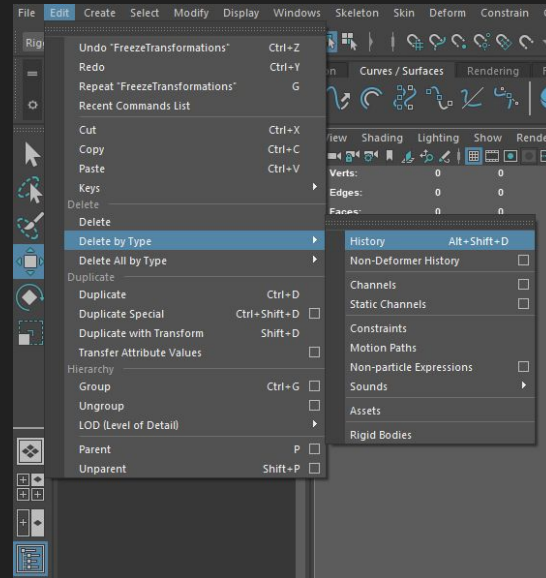 File Edit Create Select Modify Display Windows Skeleton Skin Deform Constrain
Rig
Curves / Surfaces Rendering
Undo "FreezeTransformations" Ctrl+Z
Redo Ctrl+Y
Repeat "FreezeTransformations" G
Recent Commands List
Cut Ctrl+X
Copy Ctrl+C
Paste Ctrl+V
Keys
Delete
Delete
Delete by Type
Delete All by Type
Duplicate
Duplicate Ctrl+D
Duplicate Special Ctrl+Shift+D
Duplicate with Transform Shift+D
Transfer Attribute Values
Hierarchy
Group Ctrl+G
Ungroup
LOD (Level of Detail)
Parent P
Unparent Shift+P
Shading Lighting Show
Verts: 0 0
Edges: 0 0
Faces: 0 0
History Alt+Shift+D
Non-Deformer History
Channels
Static Channels
Constraints
Motion Paths
Non-particle Expressions
Sounds
Assets
Rigid Bodies